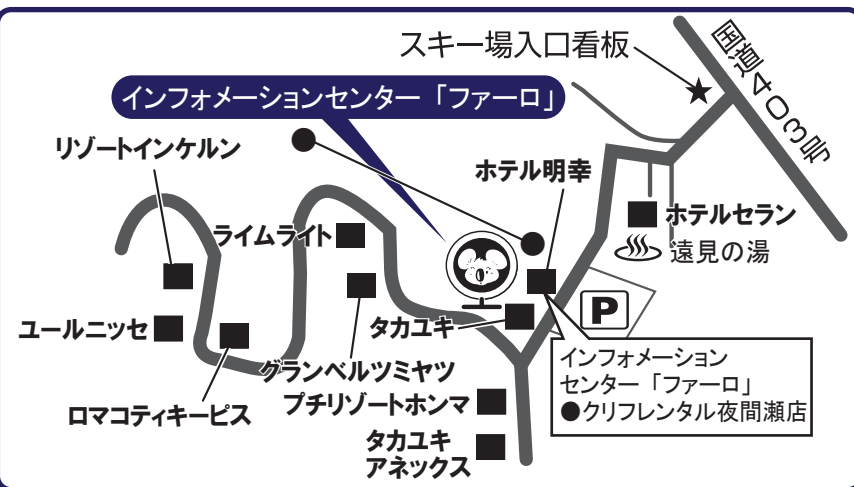 スキー場入口看板
国道403号
インフォメーションセンター「ファーロ」
リゾートインケルン
ホテル明幸
ライムライト
ホテルセラン
遠見の湯
P
ユールニッセ
タカユキ
グランベルツミヤツ
ロマコティキーピス
プチリゾートホンマ
タカユキ
アネックス
インフォメーション
センター「ファーロ」
●クリフレンタル夜間瀬店